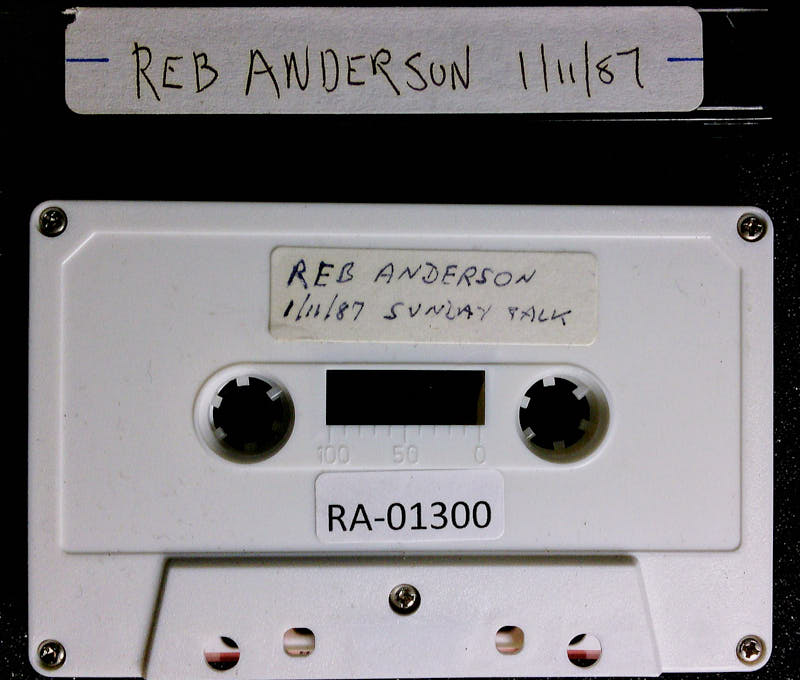 REB ANDERSON 1/11/87
REB ANDERSON
1/11/87 SUNDAY TALK
100 50 0
RA-01300